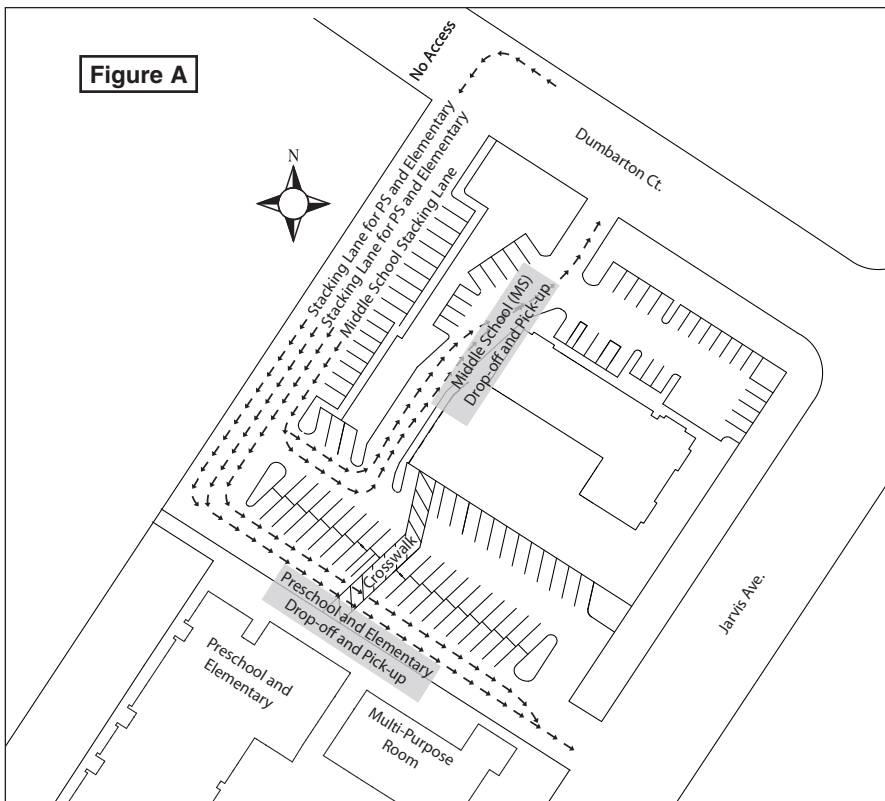 Figure A
No Access
N
Dumbarton Ct.
Stacking Lane for PS and Elementary
Stacking Lane for PS and Elementary
Middle School Stacking Lane
Middle School (MS)
Drop-off and Pick-up
Crosswalk
Preschool and Elementary
Drop-off and Pick-up
Jarvis Ave.
Preschool and
Elementary
Multi-Purpose
Room